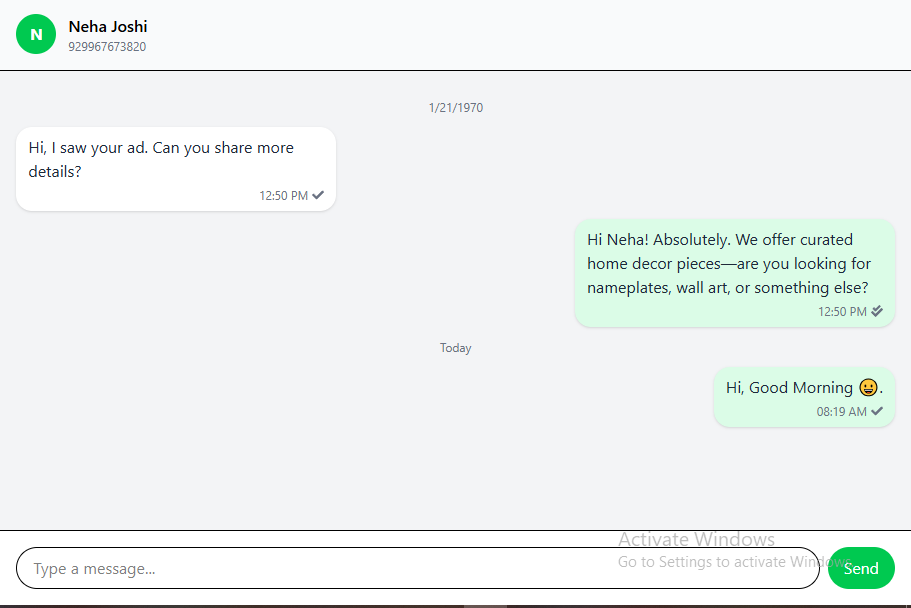 N
Neha Joshi
929967673820
1/21/1970
Hi, I saw your ad. Can you share more
details?
12:50 PM
Hi Neha! Absolutely. We offer curated
home decor pieces—are you looking for
nameplates, wall art, or something else?
12:50 PM
Today
Hi, Good Morning 😀.
08:19 AM
Activate Windows
Go to Settings to activate Windows.
Type a message...
Send